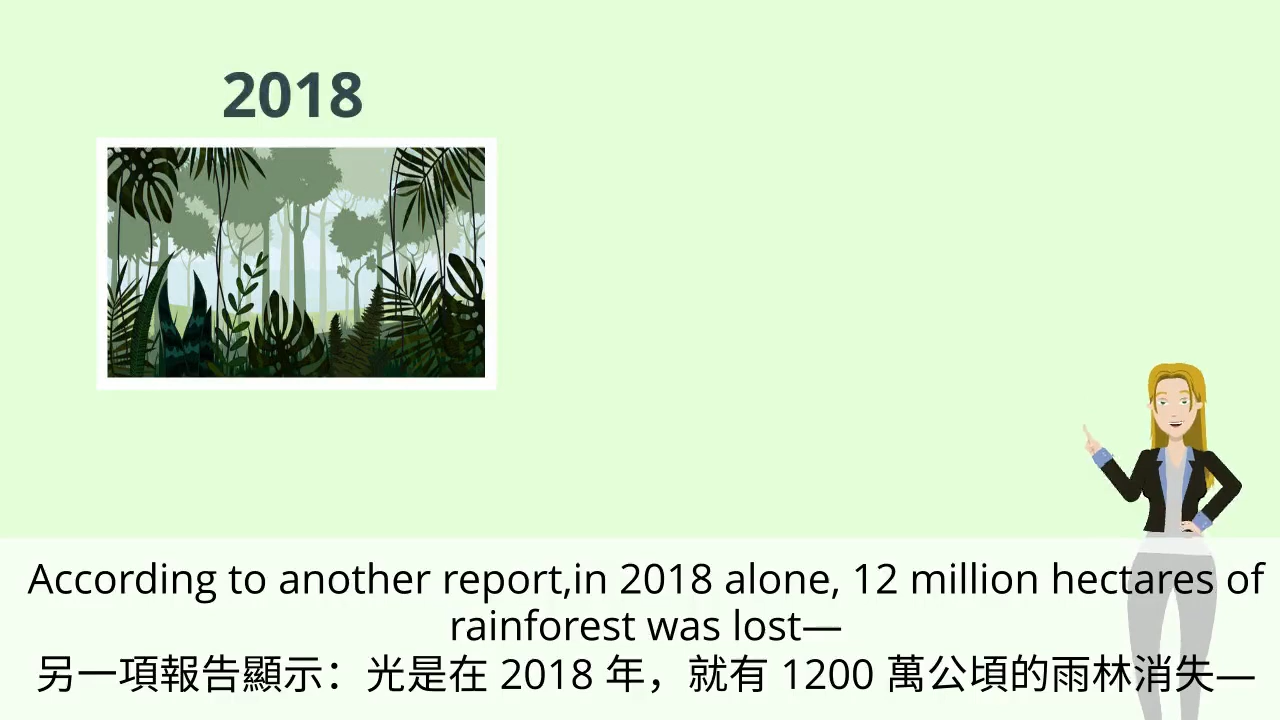 2018
According to another report,in 2018 alone, 12 million hectares of
rainforest was lost—
另一項報告顯示：光是在 2018 年，就有 1200 萬公頃的雨林消失—